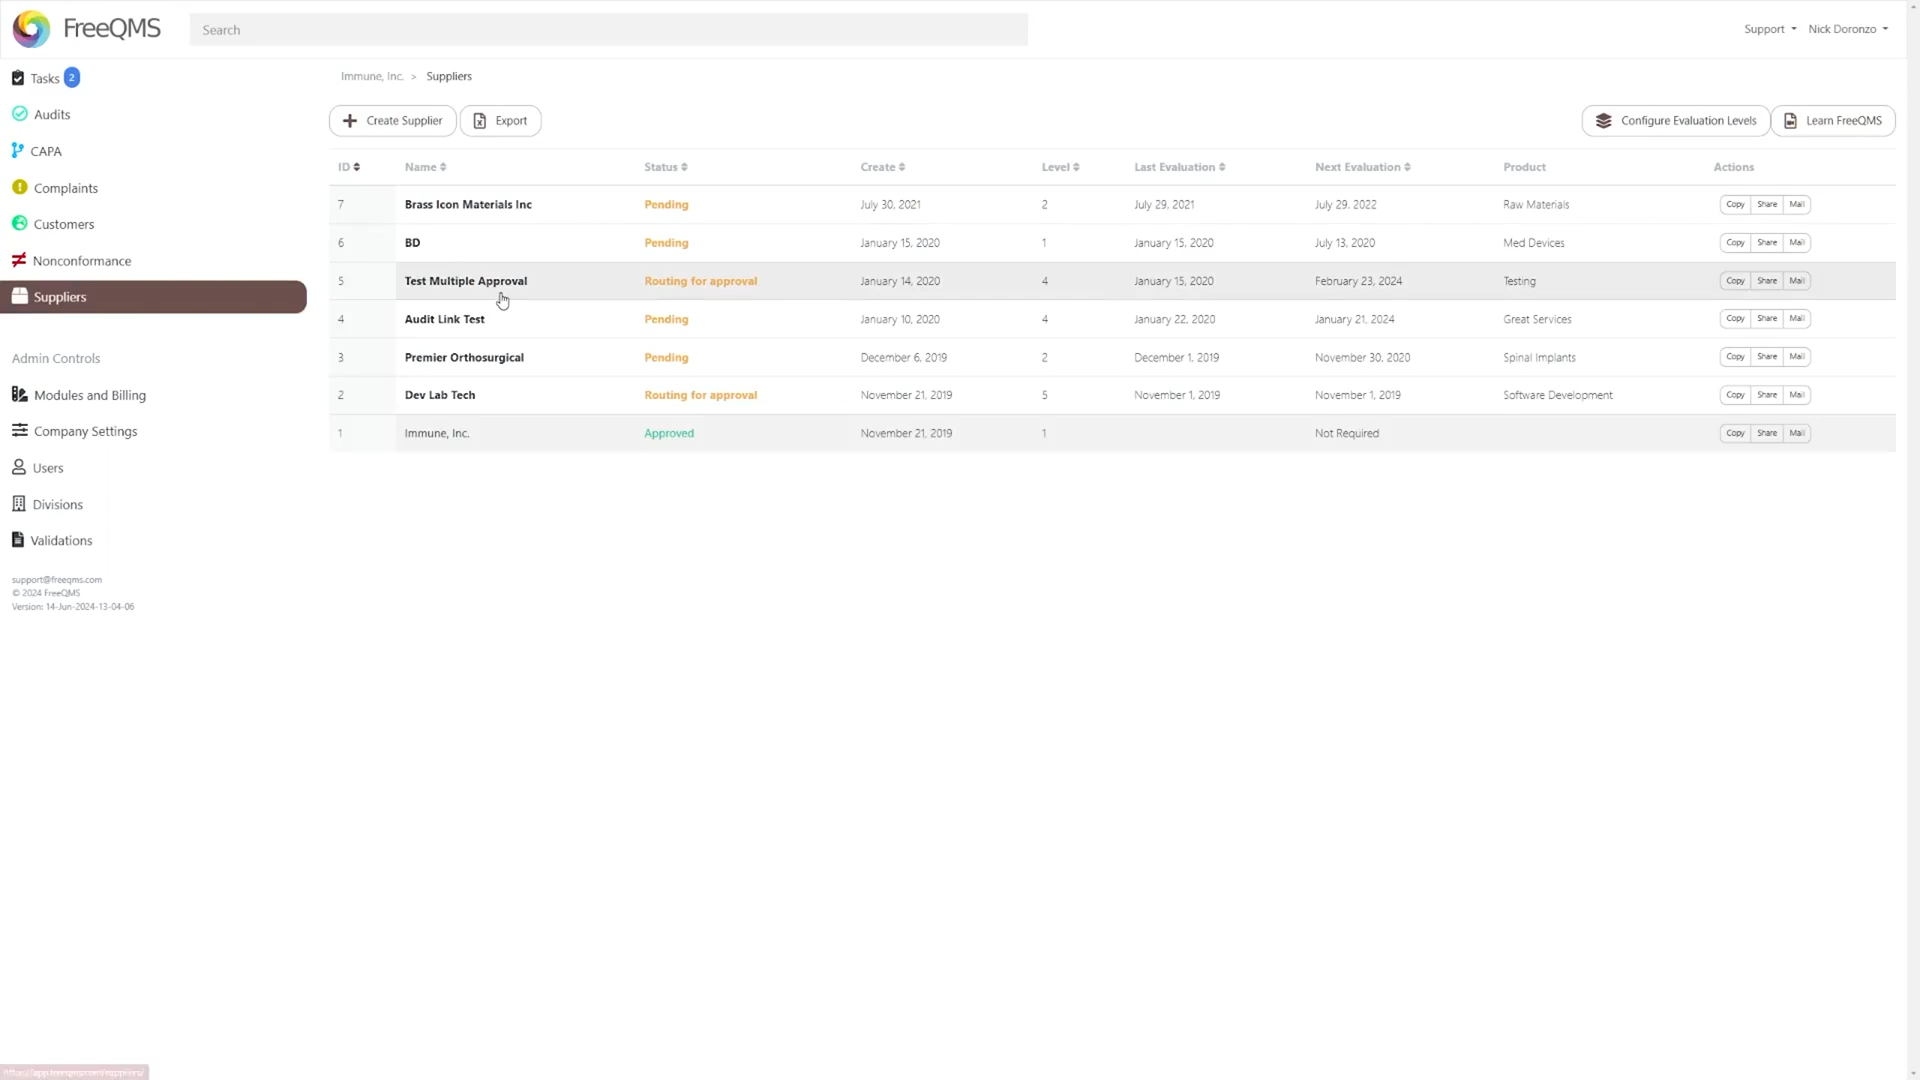 FreeQMS
Search
Support
Nick Doronzo
Tasks 2
Audits
CAPA
Complaints
Customers
Nonconformance
Suppliers
Admin Controls
Modules and Billing
Company Settings
Users
Divisions
Validations
support@freeqms.com
© 2024 FreeQMS
Version: 14-Jun-2024-13-04-06
Immune, Inc. > Suppliers
Create Supplier
Export
Configure Evaluation Levels
Learn FreeQMS
ID Name Status Create Level Last Evaluation Next Evaluation Product Actions
7 Brass Icon Materials Inc Pending July 30, 2021 2 July 29, 2021 July 29, 2022 Raw Materials Copy Share Mail
6 BD Pending January 15, 2020 1 January 15, 2020 July 13, 2020 Med Devices Copy Share Mail
5 Test Multiple Approval Routing for approval January 14, 2020 4 January 15, 2020 February 23, 2024 Testing Copy Share Mail
4 Audit Link Test Pending January 10, 2020 4 January 22, 2020 January 21, 2024 Great Services Copy Share Mail
3 Premier Orthosurgical Pending December 6, 2019 2 December 1, 2019 November 30, 2020 Spinal Implants Copy Share Mail
2 Dev Lab Tech Routing for approval November 21, 2019 5 November 1, 2019 November 1, 2019 Software Development Copy Share Mail
1 Immune, Inc. Approved November 21, 2019 1 Not Required Copy Share Mail